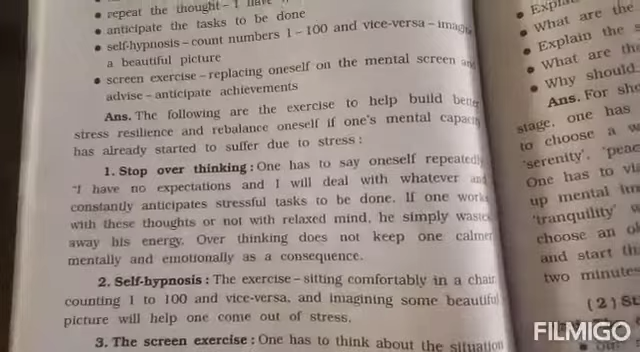 • repeat the thought – I
• anticipate the tasks to be done
• self-hypnosis – count numbers 1 – 100 and vice-versa – imagine
a beautiful picture
• screen exercise – replacing oneself on the mental screen and
advise – anticipate achievements
Ans. The following are the exercise to help build better
stress resilience and rebalance oneself if one's mental capacity
has already started to suffer due to stress :
1. Stop over thinking : One has to say oneself repeatedly
"I have no expectations and I will deal with whatever and
constantly anticipates stressful tasks to be done. If one works
with these thoughts or not with relaxed mind, he simply wastes
away his energy. Over thinking does not keep one calmer
mentally and emotionally as a consequence.
2. Self-hypnosis : The exercise – sitting comfortably in a chair
counting 1 to 100 and vice-versa, and imagining some beautiful
picture will help one come out of stress.
3. The screen exercise : One has to think about the situation
• What are the
• Explain the
• What are the
• Why should
Ans. For
stage, one has
to choose a
'serenity',
One has to
up mental
'tranquility'
choose an
and start
two minutes
(2)
FILMIGO